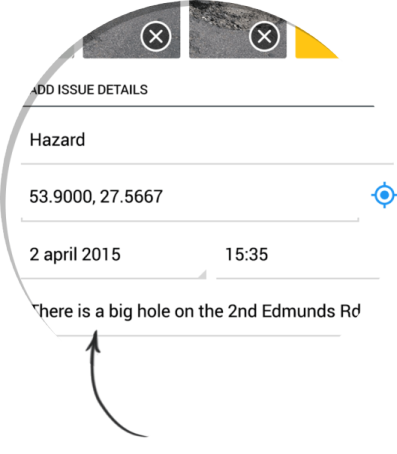 ADD ISSUE DETAILS
Hazard
53.9000, 27.5667
2 april 2015 15:35
There is a big hole on the 2nd Edmunds Rd